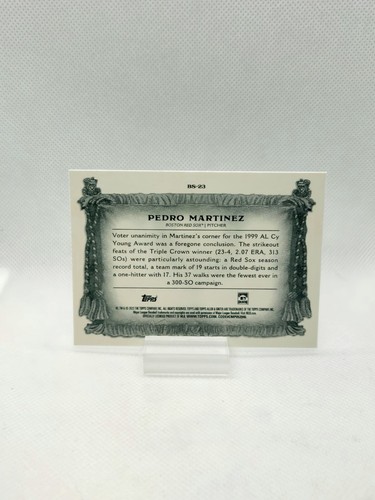 BS-23
PEDRO MARTINEZ
BOSTON RED SOX® | PITCHER
Voter unanimity in Martinez's corner for the 1999 AL Cy
Young Award was a foregone conclusion. The strikeout
feats of the Triple Crown winner (23-4, 2.07 ERA, 313
SOs) were particularly astounding: a Red Sox season
record total, a team mark of 19 starts in double-digits and
a one-hitter with 17. His 37 walks were the fewest ever in
a 300-SO campaign.
Topps